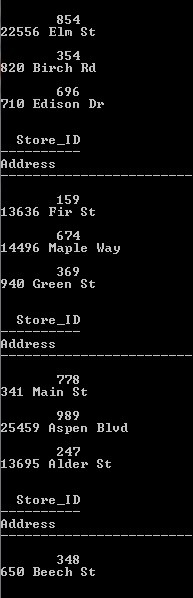 854
22556 Elm St
354
820 Birch Rd
696
710 Edison Dr
Store_ID
----------
Address
------------------------
159
13636 Fir St
674
14496 Maple Way
369
940 Green St
Store_ID
----------
Address
------------------------
778
341 Main St
989
25459 Aspen Blvd
247
13695 Alder St
Store_ID
----------
Address
------------------------
348
650 Beech St